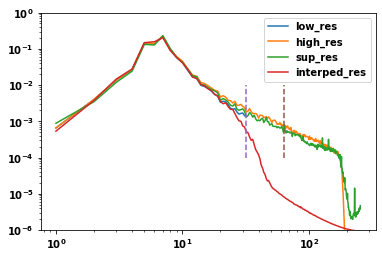 low_res
high_res
sup_res
interped_res
10⁰
10⁻¹
10⁻²
10⁻³
10⁻⁴
10⁻⁵
10⁻⁶
10⁰ 10¹ 10²